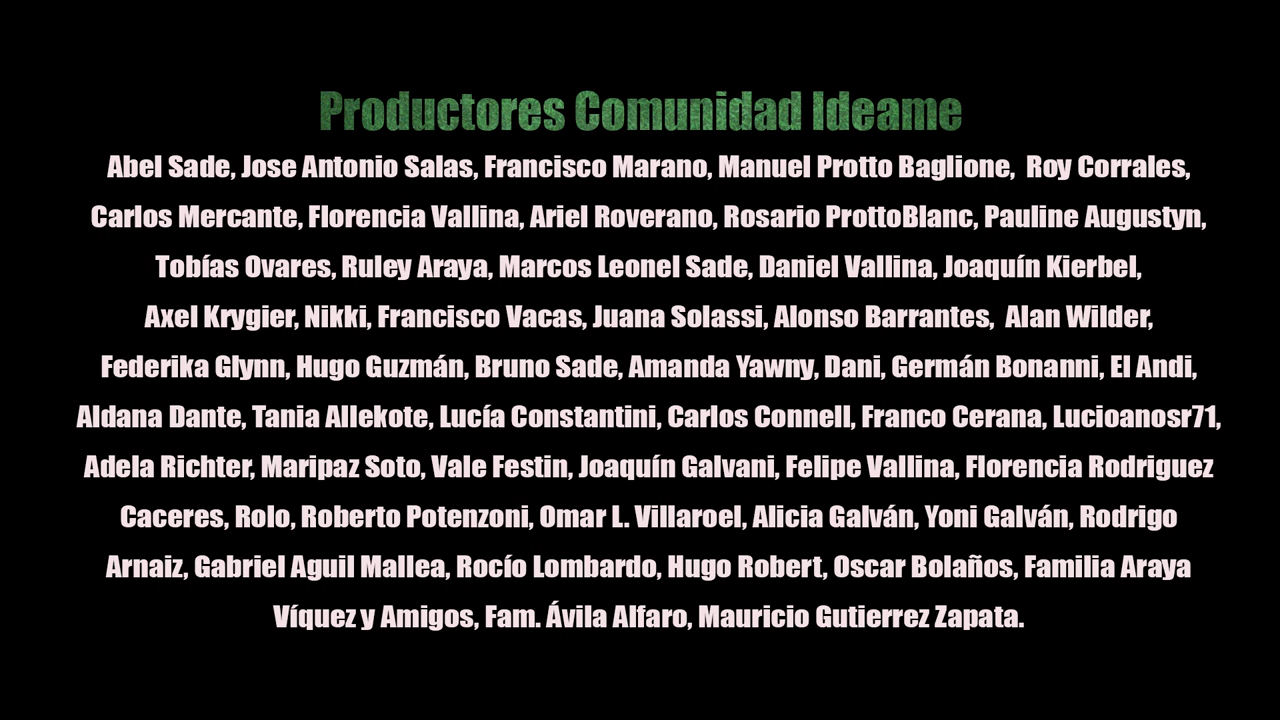 Productores Comunidad Ideame
Abel Sade, Jose Antonio Salas, Francisco Marano, Manuel Protto Baglione,  Roy Corrales,
Carlos Mercante, Florencia Vallina, Ariel Roverano, Rosario ProttoBlanc, Pauline Augustyn,
Tobías Ovares, Ruley Araya, Marcos Leonel Sade, Daniel Vallina, Joaquín Kierbel,
Axel Krygier, Nikki, Francisco Vacas, Juana Solassi, Alonso Barrantes,  Alan Wilder,
Federika Glynn, Hugo Guzmán, Bruno Sade, Amanda Yawny, Dani, Germán Bonanni, El Andi,
Aldana Dante, Tania Allekote, Lucía Constantini, Carlos Connell, Franco Cerana, Lucioanosr71,
Adela Richter, Maripaz Soto, Vale Festin, Joaquín Galvani, Felipe Vallina, Florencia Rodriguez
Caceres, Rolo, Roberto Potenzoni, Omar L. Villaroel, Alicia Galván, Yoni Galván, Rodrigo
Arnaiz, Gabriel Aguil Mallea, Rocío Lombardo, Hugo Robert, Oscar Bolaños, Familia Araya
Víquez y Amigos, Fam. Ávila Alfaro, Mauricio Gutierrez Zapata.